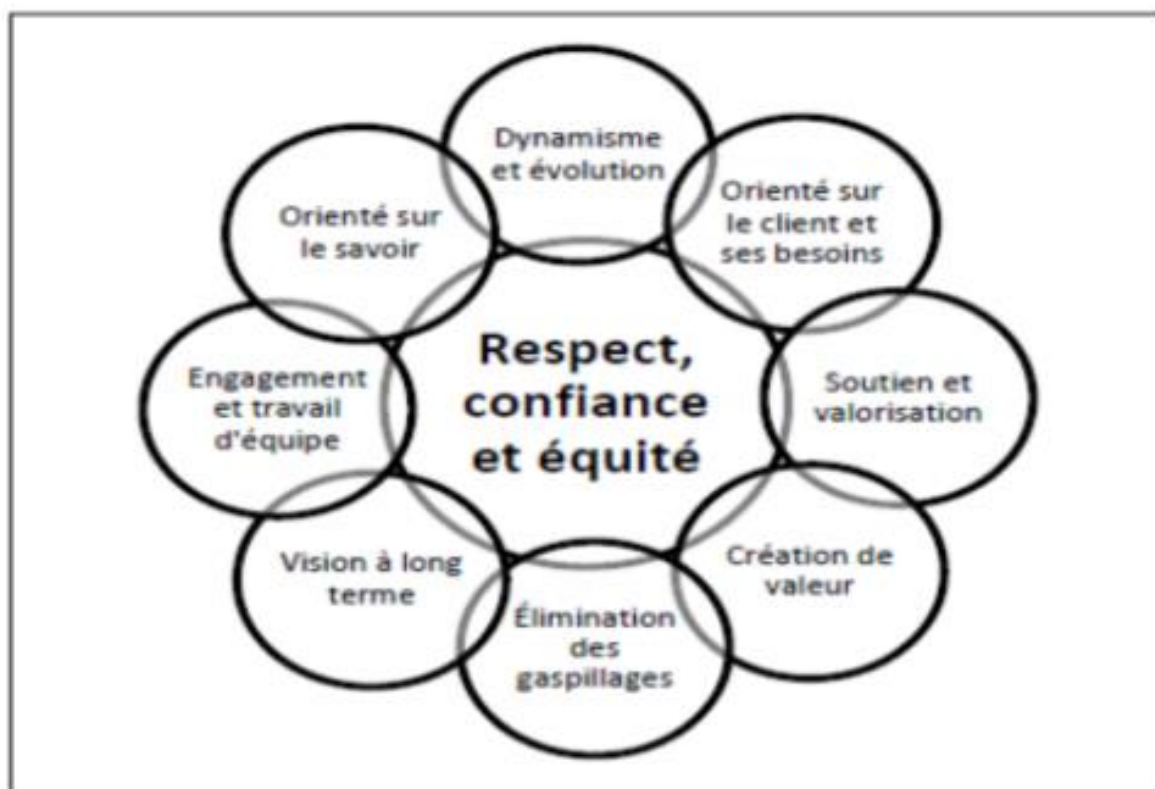 Dynamisme
et évolution
Orienté sur
le client et
ses besoins
Soutien et
valorisation
Création de
valeur
Élimination
des
gaspillages
Vision à long
terme
Engagement
et travail
d'équipe
Orienté sur
le savoir
Respect,
confiance
et équité